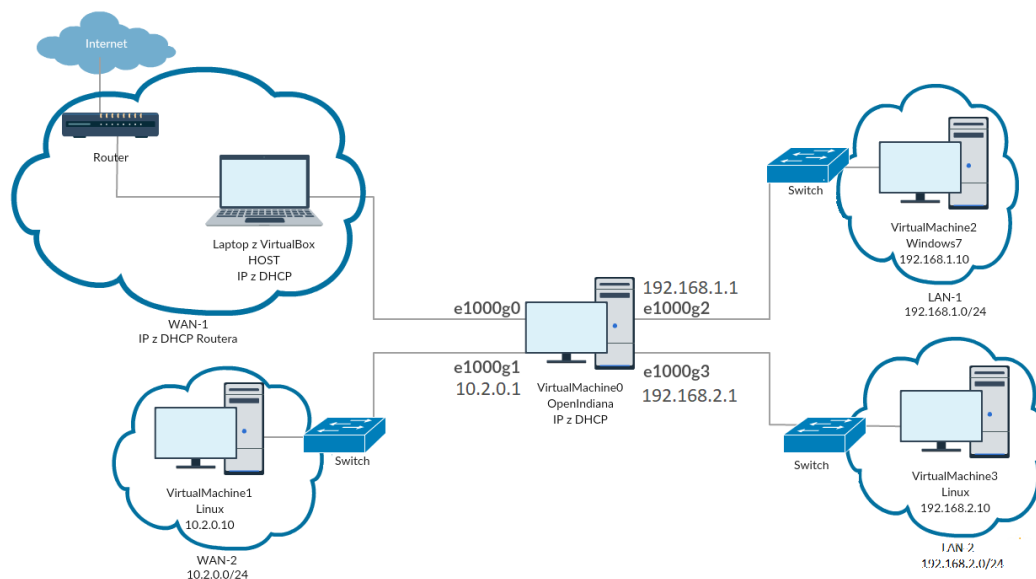 Internet
Router
Laptop z VirtualBox
HOST
IP z DHCP
WAN-1
IP z DHCP Routera
Switch
VirtualMachine2
Windows7
192.168.1.10
LAN-1
192.168.1.0/24
e1000g0
192.168.1.1
e1000g2
e1000g1
10.2.0.1
e1000g3
192.168.2.1
VirtualMachine0
OpenIndiana
IP z DHCP
Switch
VirtualMachine1
Linux
10.2.0.10
WAN-2
10.2.0.0/24
Switch
VirtualMachine3
Linux
192.168.2.10
LAN 2
192.168.2.0/24